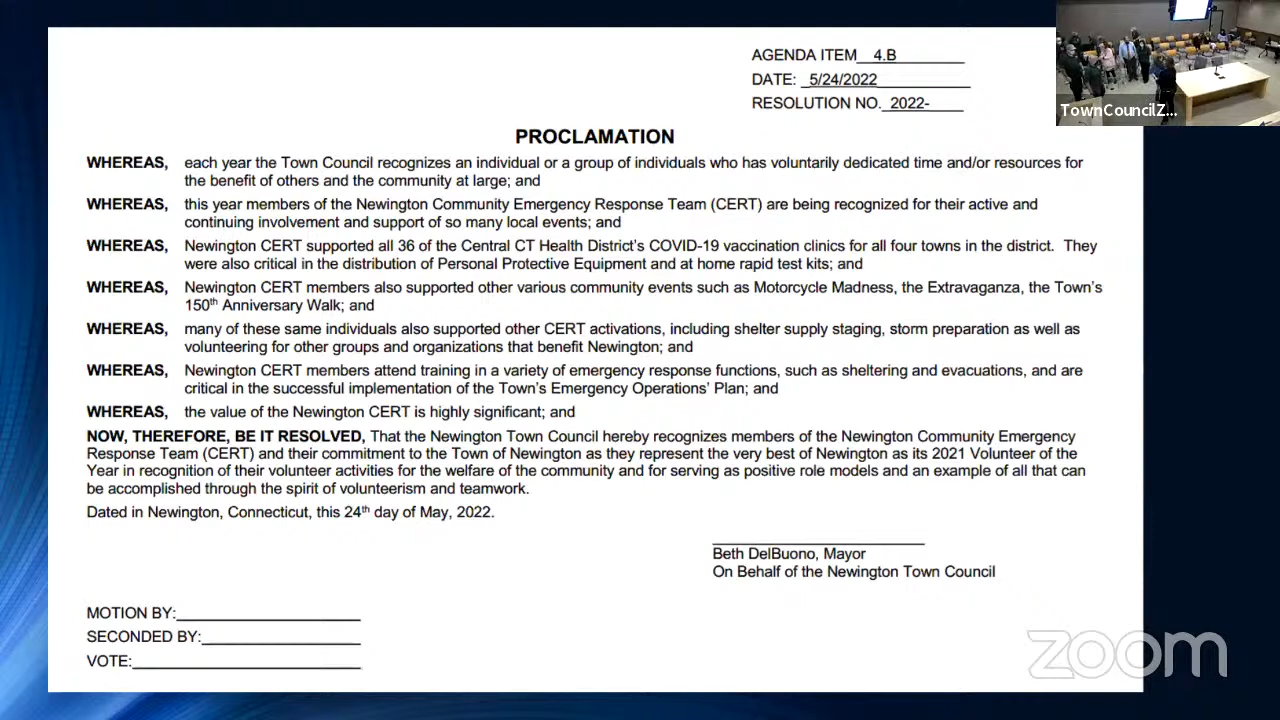 AGENDA ITEM 4.B
DATE: 5/24/2022
RESOLUTION NO. 2022-
TownCouncilZ...
PROCLAMATION
WHEREAS, each year the Town Council recognizes an individual or a group of individuals who has voluntarily dedicated time and/or resources for
the benefit of others and the community at large; and
WHEREAS, this year members of the Newington Community Emergency Response Team (CERT) are being recognized for their active and
continuing involvement and support of so many local events; and
WHEREAS, Newington CERT supported all 36 of the Central CT Health District's COVID-19 vaccination clinics for all four towns in the district. They
were also critical in the distribution of Personal Protective Equipment and at home rapid test kits; and
WHEREAS, Newington CERT members also supported other various community events such as Motorcycle Madness, the Extravaganza, the Town's
150th Anniversary Walk; and
WHEREAS, many of these same individuals also supported other CERT activations, including shelter supply staging, storm preparation as well as
volunteering for other groups and organizations that benefit Newington; and
WHEREAS, Newington CERT members attend training in a variety of emergency response functions, such as sheltering and evacuations, and are
critical in the successful implementation of the Town's Emergency Operations' Plan; and
WHEREAS, the value of the Newington CERT is highly significant; and
NOW, THEREFORE, BE IT RESOLVED, That the Newington Town Council hereby recognizes members of the Newington Community Emergency
Response Team (CERT) and their commitment to the Town of Newington as they represent the very best of Newington as its 2021 Volunteer of the
Year in recognition of their volunteer activities for the welfare of the community and for serving as positive role models and an example of all that can
be accomplished through the spirit of volunteerism and teamwork.
Dated in Newington, Connecticut, this 24th day of May, 2022.
Beth DelBuono, Mayor
On Behalf of the Newington Town Council
MOTION BY:
SECONDED BY:
VOTE:
zoom